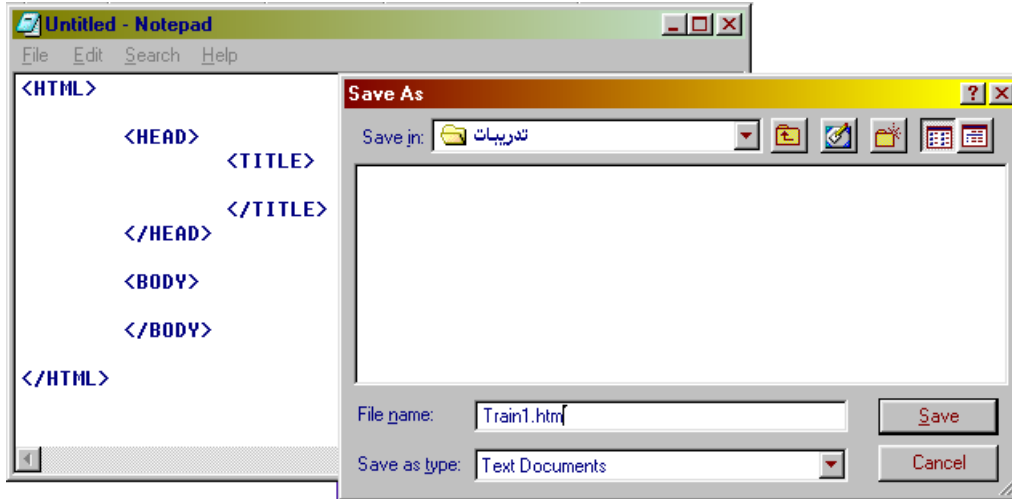 Untitled - Notepad
File Edit Search Help
<HTML>
<HEAD>
<TITLE>
</TITLE>
</HEAD>
<BODY>
</BODY>
</HTML>
Save As
Save in: تدريبات
File name: Train1.htm
Save
Save as type: Text Documents
Cancel